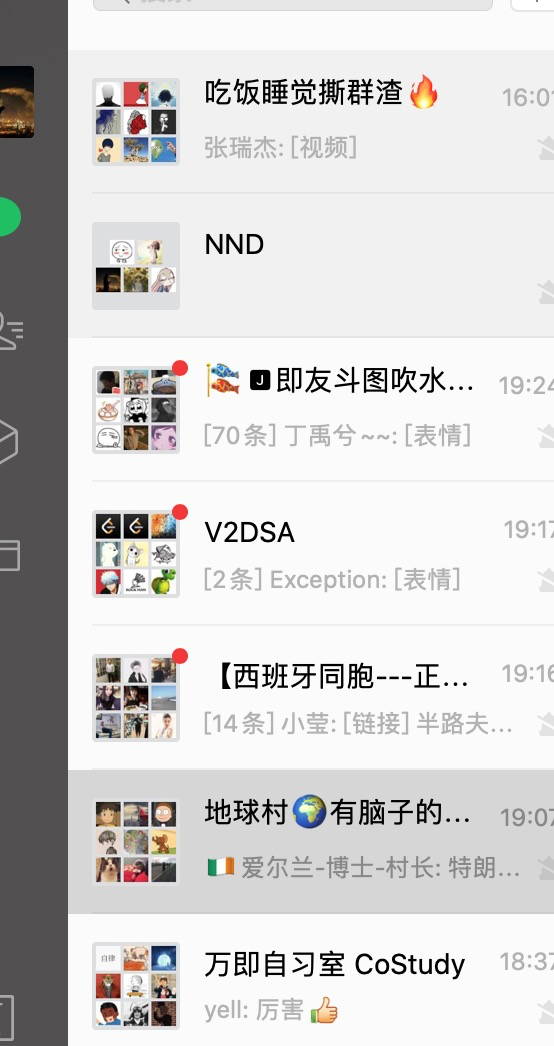 吃饭睡觉撕群渣🔥
16:01
张瑞杰: [视频]
NND
🎏 J 即友斗图吹水...
19:24
[70条] 丁禹兮~~: [表情]
V2DSA
19:17
[2条] Exception: [表情]
【西班牙同胞---正...
19:16
[14条] 小莹: [链接] 半路夫...
地球村🌍有脑子的...
19:07
🇮🇪 爱尔兰-博士-村长: 特朗...
自律
万即自习室 CoStudy
18:37
yell: 厉害👍